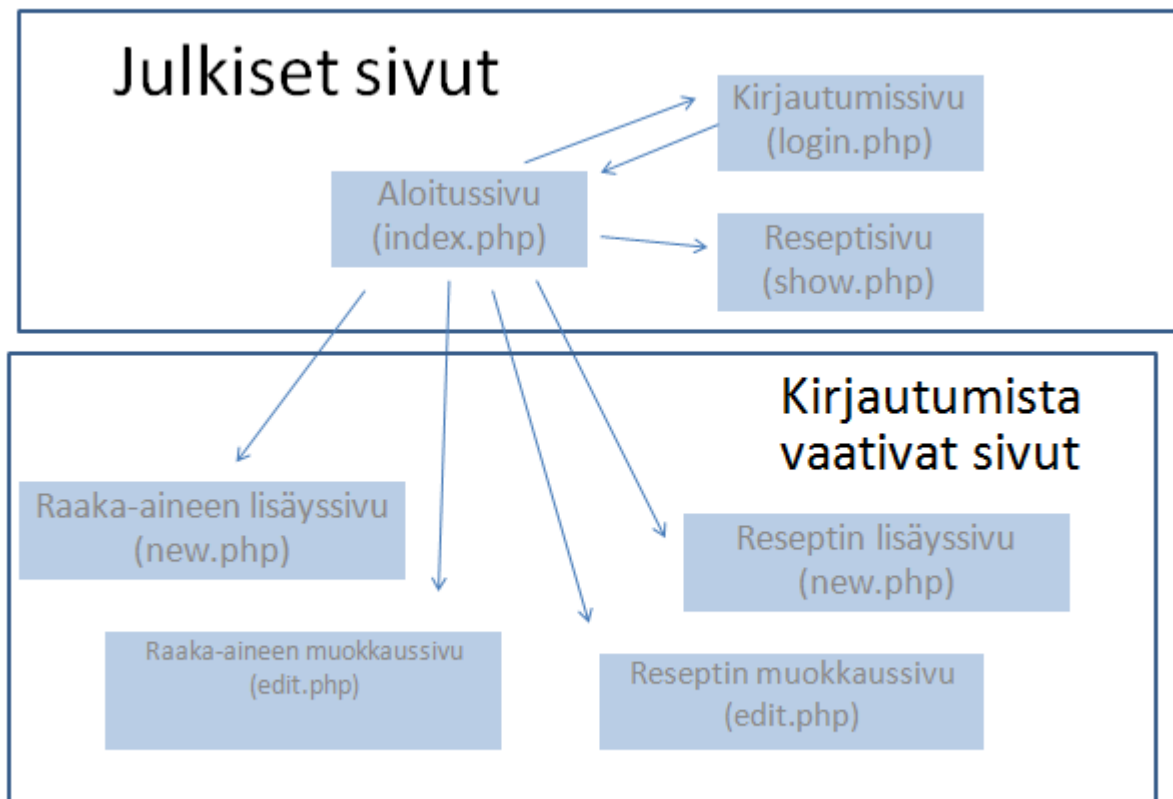 Julkiset sivut
Kirjautumissivu
(login.php)
Aloitussivu
(index.php)
Reseptisivu
(show.php)
Kirjautumista
vaativat sivut
Raaka-aineen lisäyssivu
(new.php)
Reseptin lisäyssivu
(new.php)
Raaka-aineen muokkaussivu
(edit.php)
Reseptin muokkaussivu
(edit.php)